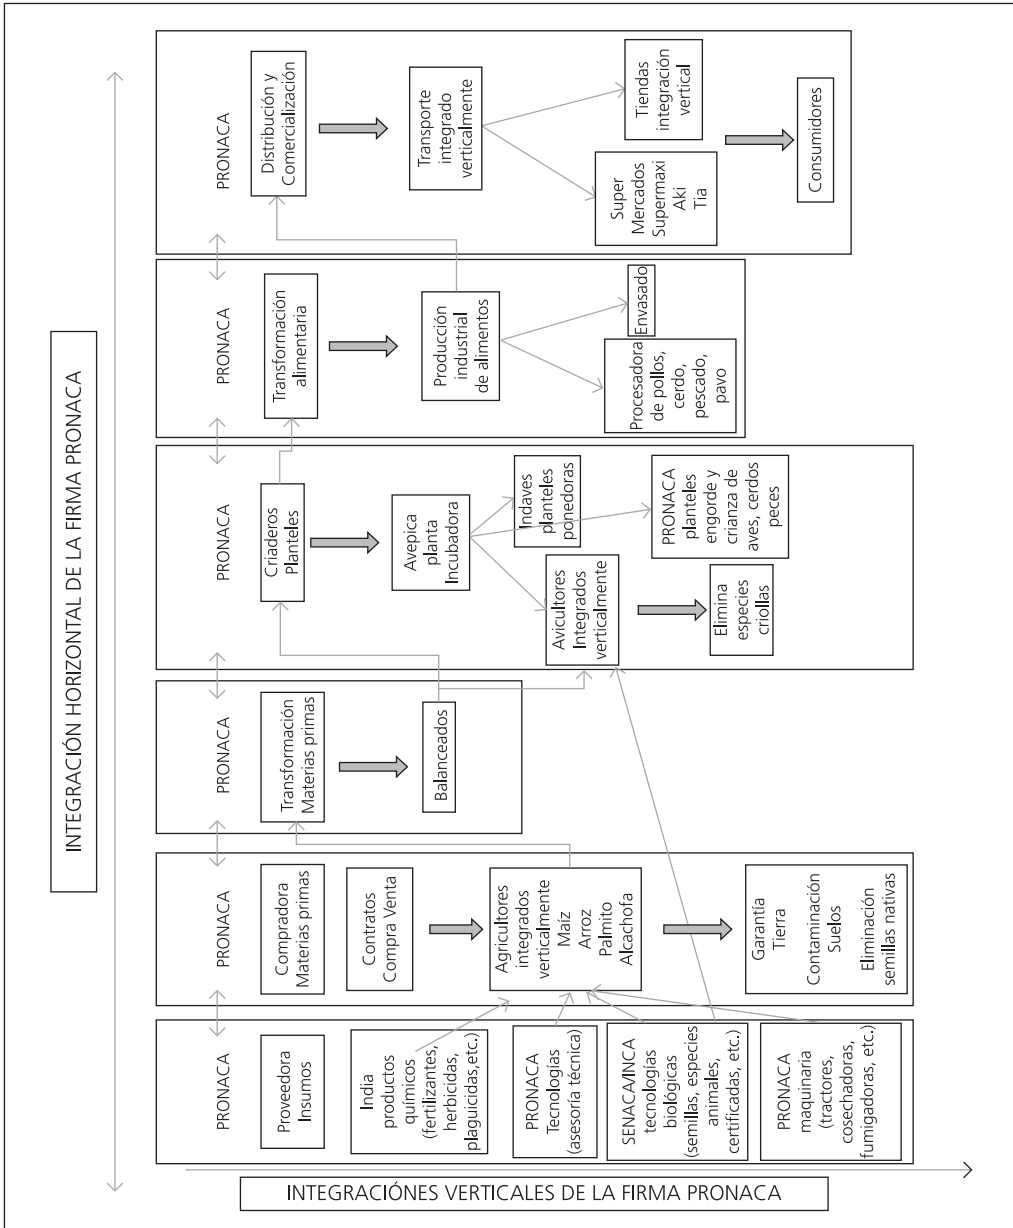 INTEGRACIÓN HORIZONTAL DE LA FIRMA PRONACA
PRONACA
Proveedora
Insumos
India
productos
químicos
(fertilizantes,
herbicidas,
plaguicidas,etc.)
PRONACA
Tecnologías
(asesoría técnica)
SENACA/INCA
tecnologías
biológicas
(semillas, especies
animales,
certificadas, etc.)
PRONACA
maquinaria
(tractores,
cosechadoras,
fumigadoras, etc.)
PRONACA
Compradora
Materias primas
Contratos
Compra Venta
Agricultores
integrados
verticalmente
Maíz
Arroz
Palmito
Alcachofa
Garantía
Tierra
Contaminación
Suelos
Eliminación
semillas nativas
PRONACA
Transformación
Materias primas
Balanceados
PRONACA
Criaderos
Planteles
Avepica
planta
Incubadora
Avicultores
Integrados
verticalmente
Indaves
planteles
ponedoras
Elimina
especies
criollas
PRONACA
planteles
engorde y
crianza de
aves, cerdos
peces
PRONACA
Transformación
alimentaria
Producción
industrial
de alimentos
Procesadora
de pollos,
cerdo,
pescado,
pavo
Envasado
PRONACA
Distribución y
Comercialización
Transporte
integrado
verticalmente
Super
Mercados
Supermaxi
Aki
Tia
Tiendas
integración
vertical
Consumidores
INTEGRACIÓNES VERTICALES DE LA FIRMA PRONACA